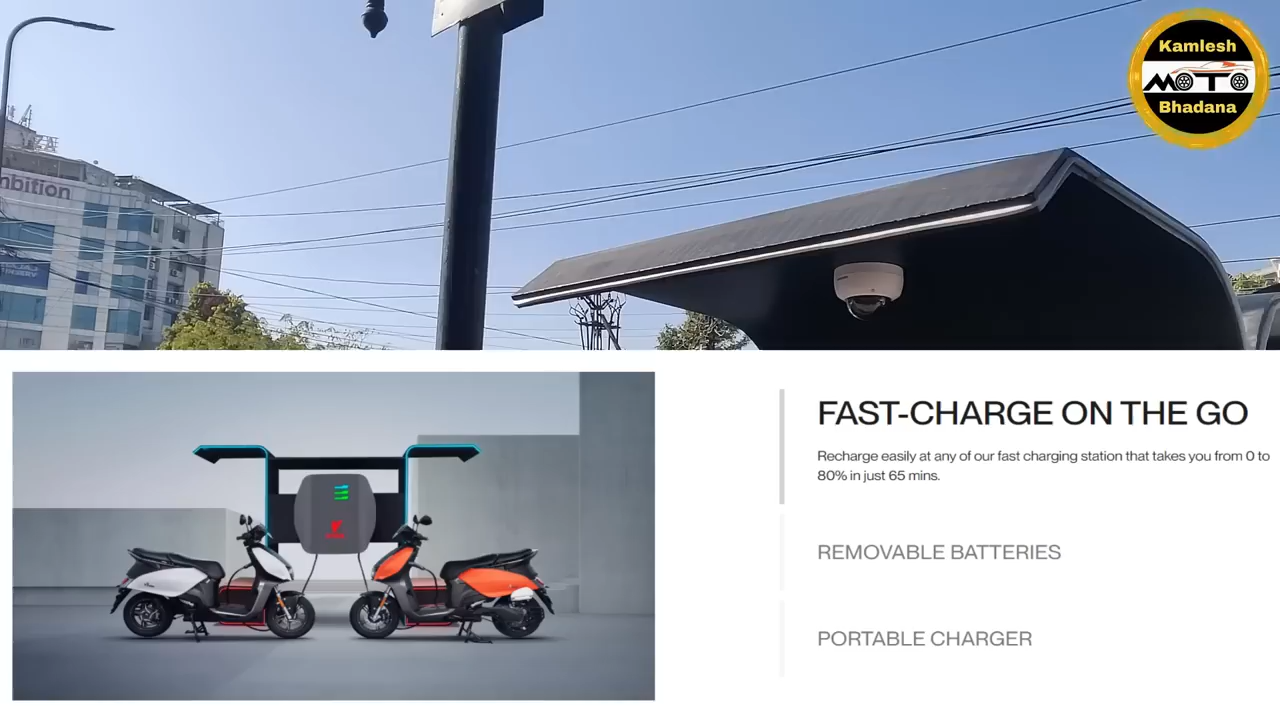 Kamlesh
MOTO
Bhadana
nbition
BAJAJ
FAST-CHARGE ON THE GO
Recharge easily at any of our fast charging station that takes you from 0 to
80% in just 65 mins.
REMOVABLE BATTERIES
PORTABLE CHARGER